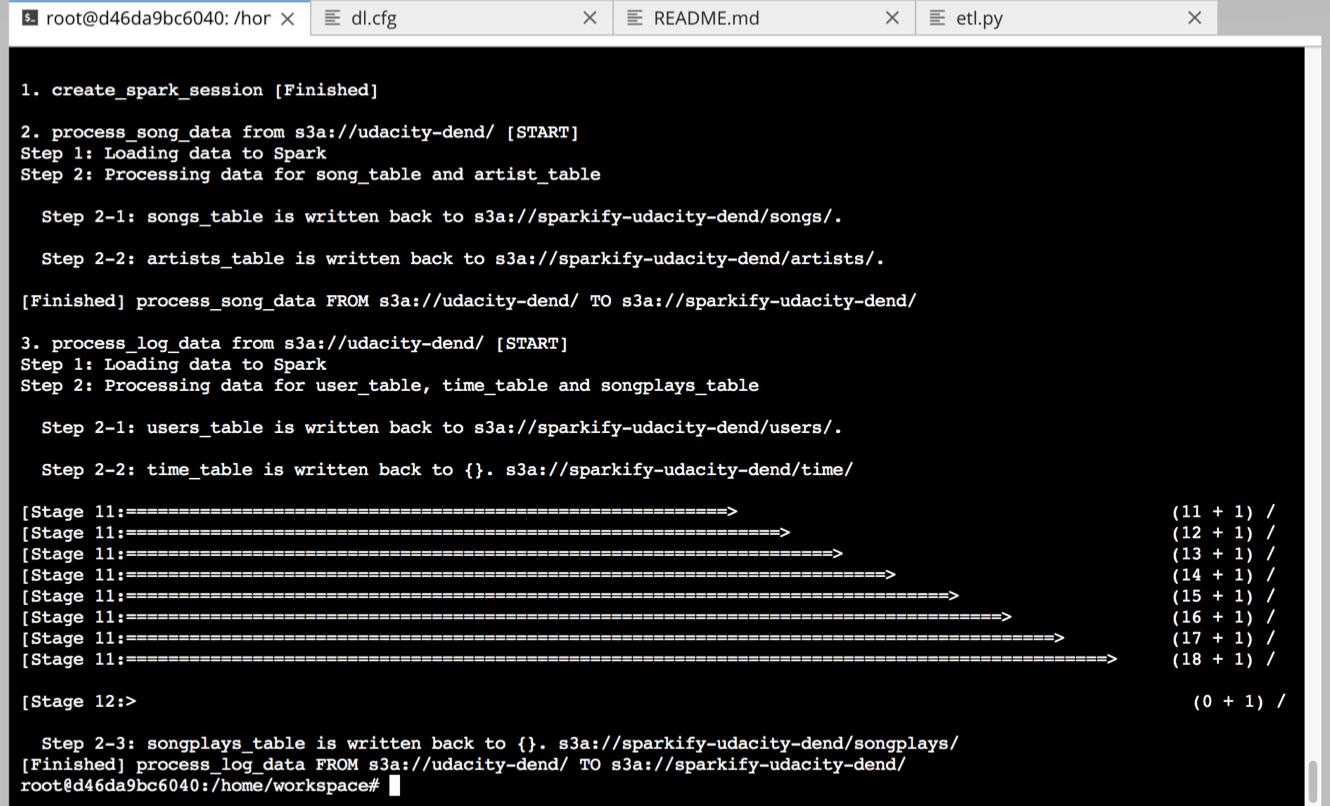 root@d46da9bc6040: /hor
dl.cfg
README.md
etl.py
1. create_spark_session [Finished]
2. process_song_data from s3a://udacity-dend/ [START]
Step 1: Loading data to Spark
Step 2: Processing data for song_table and artist_table
Step 2-1: songs_table is written back to s3a://sparkify-udacity-dend/songs/.
Step 2-2: artists_table is written back to s3a://sparkify-udacity-dend/artists/.
[Finished] process_song_data FROM s3a://udacity-dend/ TO s3a://sparkify-udacity-dend/
3. process_log_data from s3a://udacity-dend/ [START]
Step 1: Loading data to Spark
Step 2: Processing data for user_table, time_table and songplays_table
Step 2-1: users_table is written back to s3a://sparkify-udacity-dend/users/.
Step 2-2: time_table is written back to {}. s3a://sparkify-udacity-dend/time/
[Stage 11:=========================================================> (11 + 1) /
[Stage 11:==============================================================> (12 + 1) /
[Stage 11:===================================================================> (13 + 1) /
[Stage 11:========================================================================> (14 + 1) /
[Stage 11:==============================================================================> (15 + 1) /
[Stage 11:===================================================================================> (16 + 1) /
[Stage 11:========================================================================================> (17 + 1) /
[Stage 11:=============================================================================================> (18 + 1) /
[Stage 12:> (0 + 1) /
Step 2-3: songplays_table is written back to {}. s3a://sparkify-udacity-dend/songplays/
[Finished] process_log_data FROM s3a://udacity-dend/ TO s3a://sparkify-udacity-dend/
root@d46da9bc6040:/home/workspace#